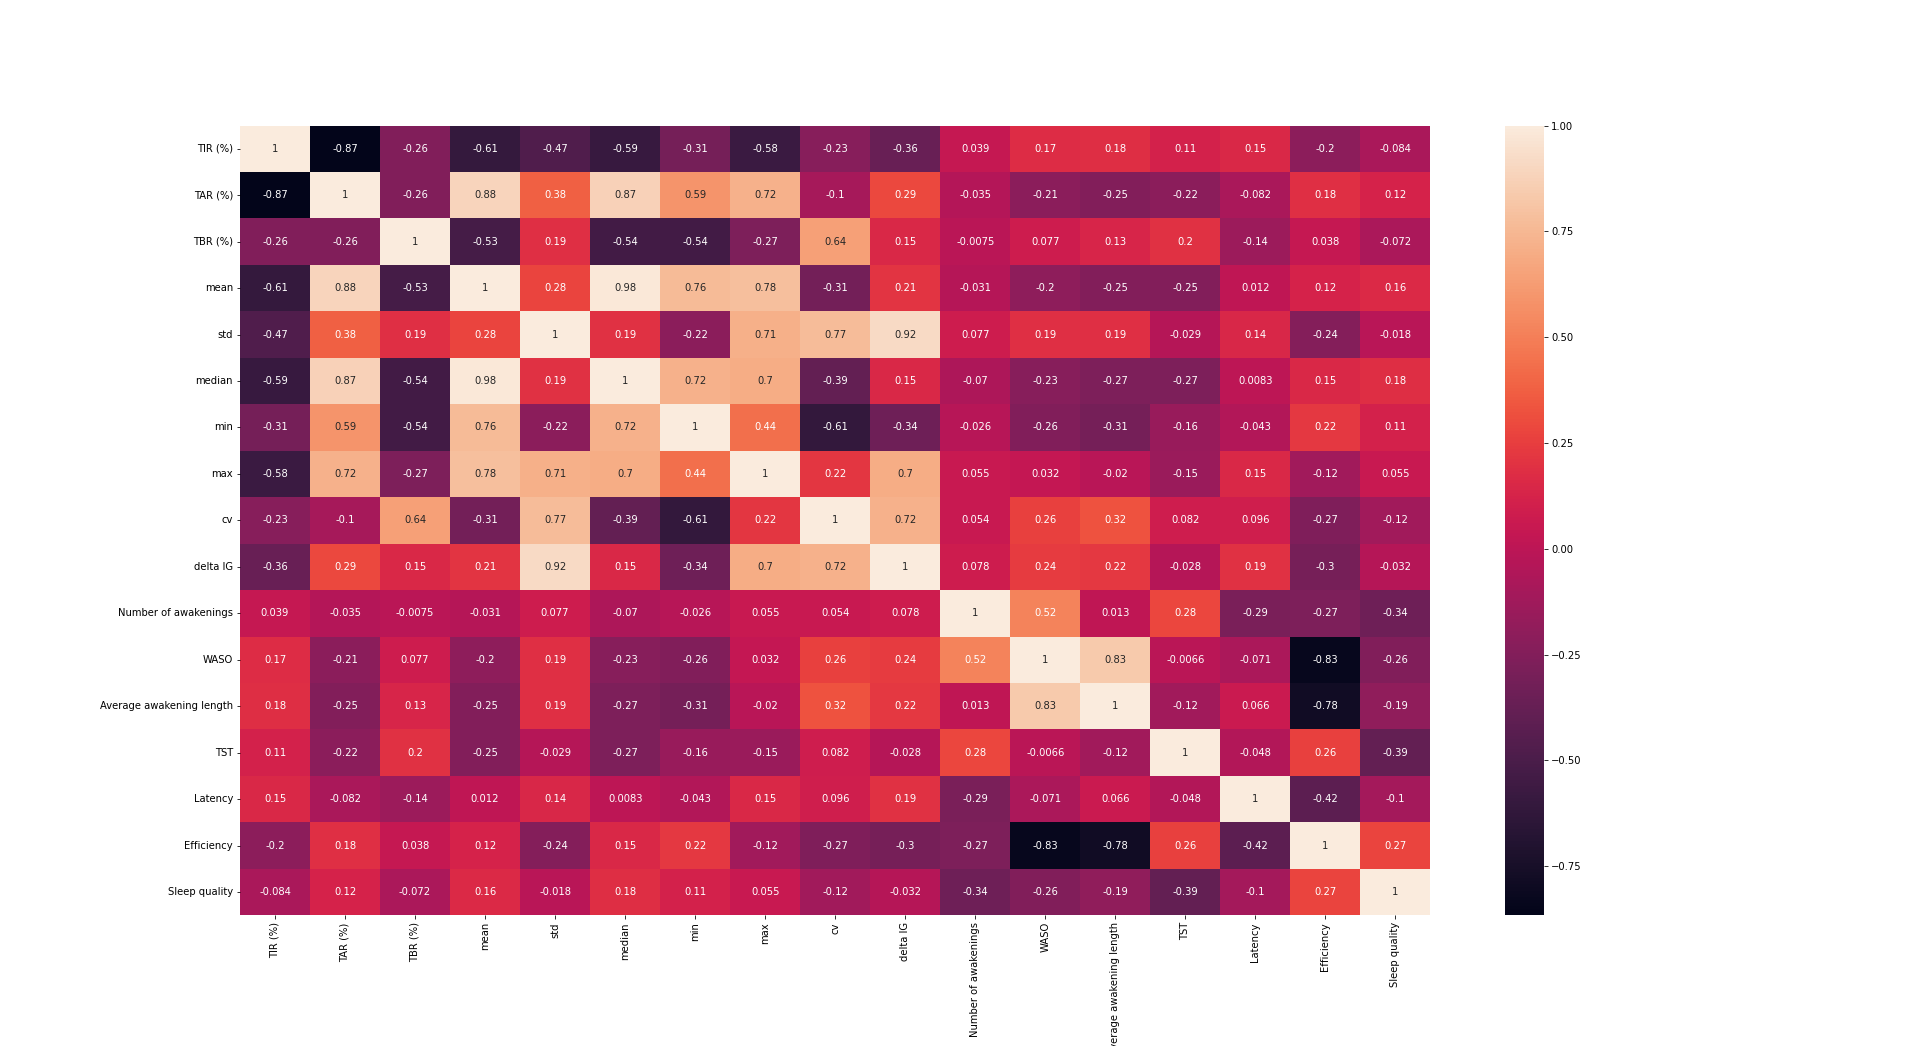 TIR (%) 1 -0.87 -0.26 -0.61 -0.47 -0.59 -0.31 -0.58 -0.23 -0.36 0.039 0.17 0.18 0.11 0.15 -0.2 -0.084
TAR (%) -0.87 1 -0.26 0.88 0.38 0.87 0.59 0.72 -0.1 0.29 -0.035 -0.21 -0.25 -0.22 -0.082 0.18 0.12
TBR (%) -0.26 -0.26 1 -0.53 0.19 -0.54 -0.54 -0.27 0.64 0.15 -0.0075 0.077 0.13 0.2 -0.14 0.038 -0.072
mean -0.61 0.88 -0.53 1 0.28 0.98 0.76 0.78 -0.31 0.21 -0.031 -0.2 -0.25 -0.25 0.012 0.12 0.16
std -0.47 0.38 0.19 0.28 1 0.19 -0.22 0.71 0.77 0.92 0.077 0.19 0.19 -0.029 0.14 -0.24 -0.018
median -0.59 0.87 -0.54 0.98 0.19 1 0.72 0.7 -0.39 0.15 -0.07 -0.23 -0.27 -0.27 0.0083 0.15 0.18
min -0.31 0.59 -0.54 0.76 -0.22 0.72 1 0.44 -0.61 -0.34 -0.026 -0.26 -0.31 -0.16 -0.043 0.22 0.11
max -0.58 0.72 -0.27 0.78 0.71 0.7 0.44 1 0.22 0.7 0.055 0.032 -0.02 -0.15 0.15 -0.12 0.055
cv -0.23 -0.1 0.64 -0.31 0.77 -0.39 -0.61 0.22 1 0.72 0.054 0.26 0.32 0.082 0.096 -0.27 -0.12
delta IG -0.36 0.29 0.15 0.21 0.92 0.15 -0.34 0.7 0.72 1 0.078 0.24 0.22 -0.028 0.19 -0.3 -0.032
Number of awakenings 0.039 -0.035 -0.0075 -0.031 0.077 -0.07 -0.026 0.055 0.054 0.078 1 0.52 0.013 0.28 -0.29 -0.27 -0.34
WASO 0.17 -0.21 0.077 -0.2 0.19 -0.23 -0.26 0.032 0.26 0.24 0.52 1 0.83 -0.0066 -0.071 -0.83 -0.26
Average awakening length 0.18 -0.25 0.13 -0.25 0.19 -0.27 -0.31 -0.02 0.32 0.22 0.013 0.83 1 -0.12 0.066 -0.78 -0.19
TST 0.11 -0.22 0.2 -0.25 -0.029 -0.27 -0.16 -0.15 0.082 -0.028 0.28 -0.0066 -0.12 1 -0.048 0.26 -0.39
Latency 0.15 -0.082 -0.14 0.012 0.14 0.0083 -0.043 0.15 0.096 0.19 -0.29 -0.071 0.066 -0.048 1 -0.42 -0.1
Efficiency -0.2 0.18 0.038 0.12 -0.24 0.15 0.22 -0.12 -0.27 -0.3 -0.27 -0.83 -0.78 0.26 -0.42 1 0.27
Sleep quality -0.084 0.12 -0.072 0.16 -0.018 0.18 0.11 0.055 -0.12 -0.032 -0.34 -0.26 -0.19 -0.39 -0.1 0.27 1
TIR (%)
TAR (%)
TBR (%)
mean
std
median
min
max
cv
delta IG
Number of awakenings
WASO
verage awakening length
TST
Latency
Efficiency
Sleep quality
1.00
0.75
0.50
0.25
0.00
−0.25
−0.50
−0.75